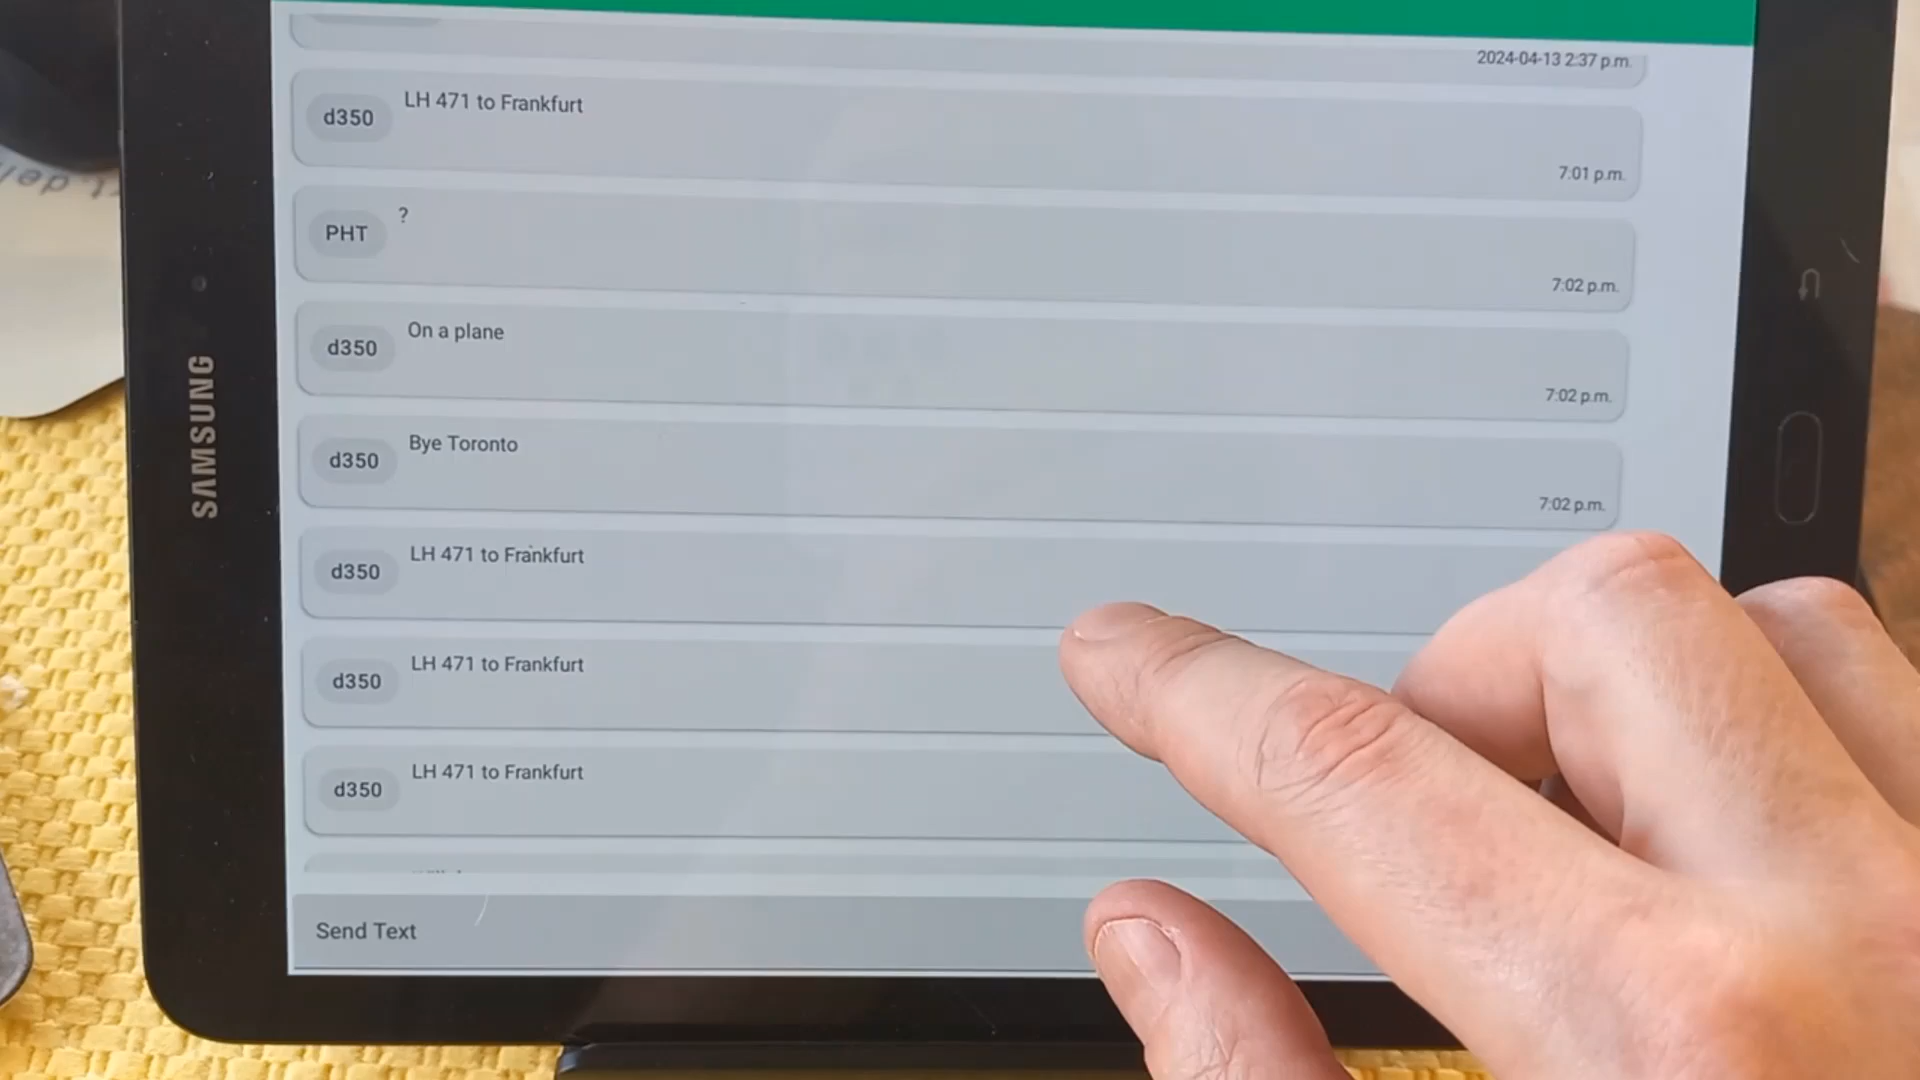 2024-04-13 2:37 p.m.
d350
LH 471 to Frankfurt
7:01 p.m.
PHT
?
7:02 p.m.
d350
On a plane
7:02 p.m.
d350
Bye Toronto
7:02 p.m.
d350
LH 471 to Frankfurt
d350
LH 471 to Frankfurt
d350
LH 471 to Frankfurt
Send Text
SAMSUNG